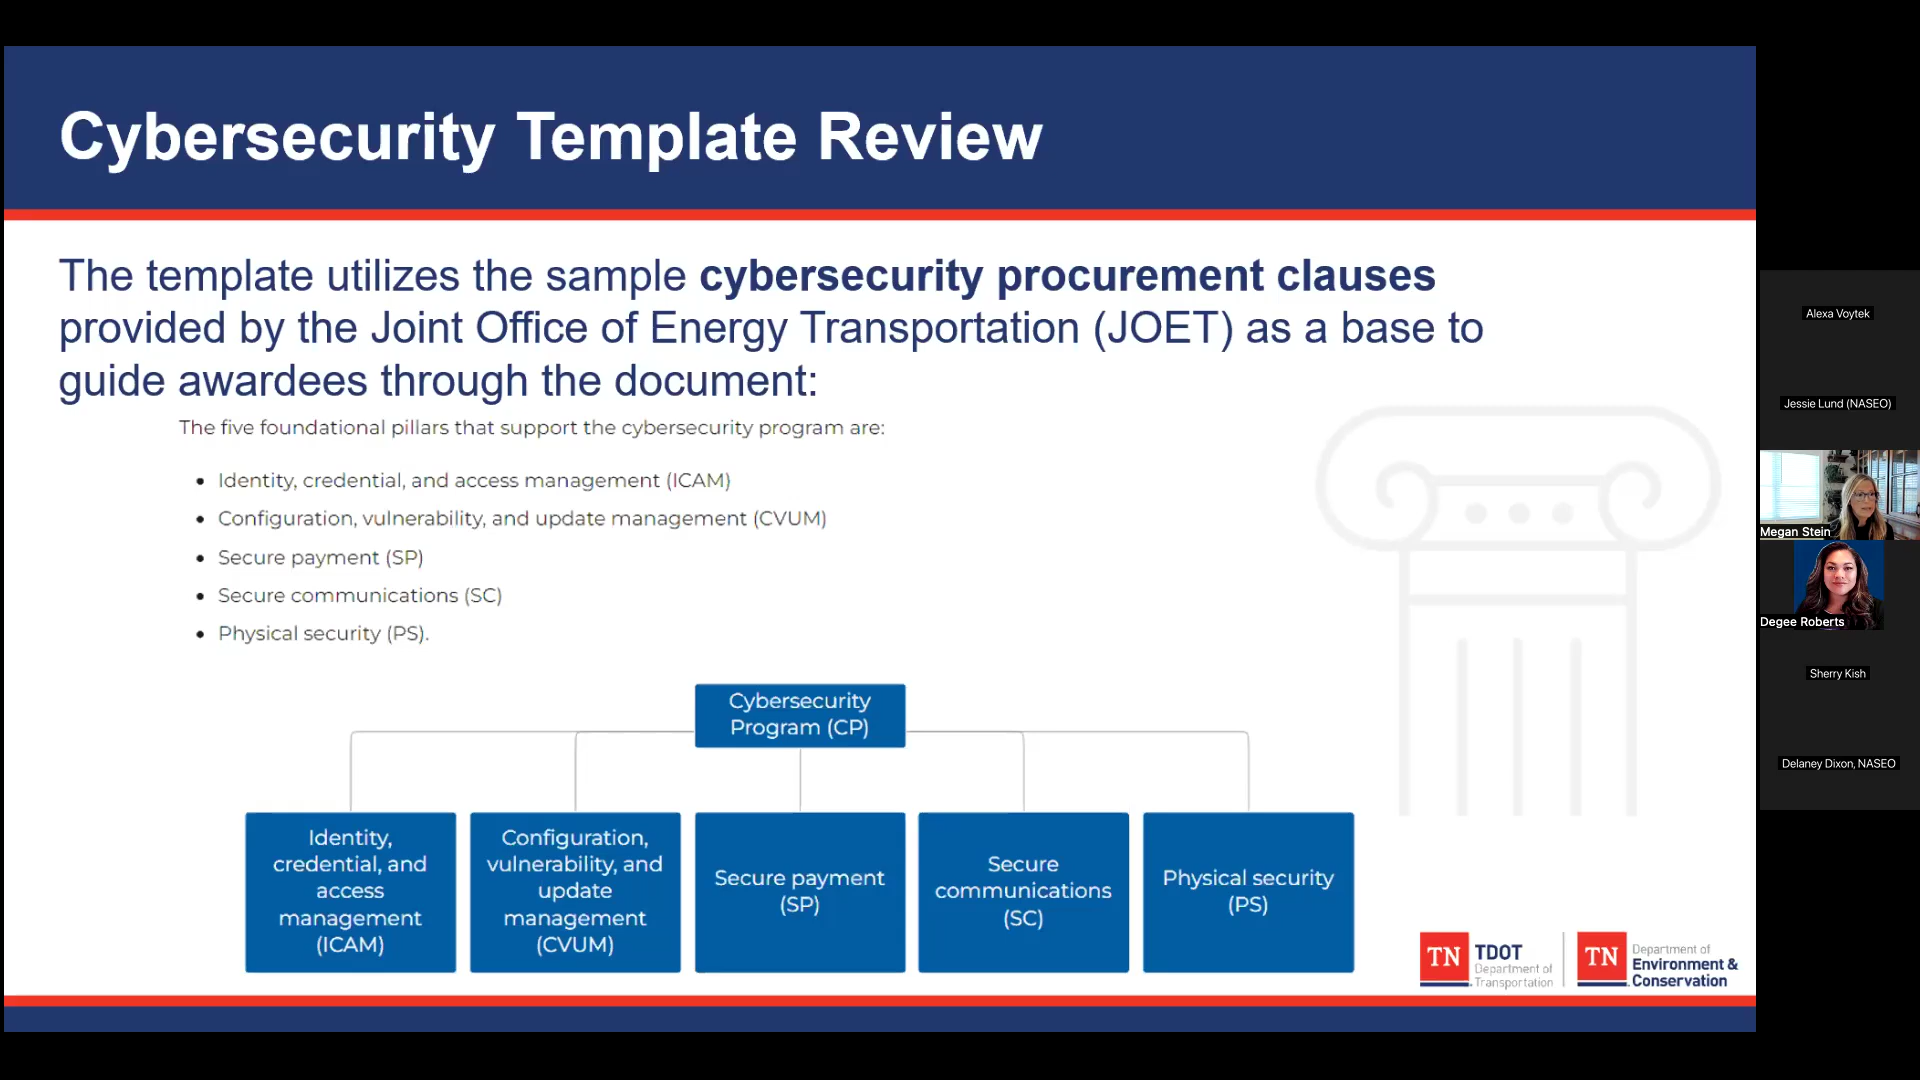 Cybersecurity Template Review
The template utilizes the sample cybersecurity procurement clauses
provided by the Joint Office of Energy Transportation (JOET) as a base to
guide awardees through the document:
The five foundational pillars that support the cybersecurity program are:
• Identity, credential, and access management (ICAM)
• Configuration, vulnerability, and update management (CVUM)
• Secure payment (SP)
• Secure communications (SC)
• Physical security (PS).
Cybersecurity
Program (CP)
Identity,
credential, and
access
management
(ICAM)
Configuration,
vulnerability, and
update
management
(CVUM)
Secure payment
(SP)
Secure
communications
(SC)
Physical security
(PS)
TN
TDOT
Department of
Transportation
TN
Department of
Environment &
Conservation
Alexa Voytek
Jessie Lund (NASEO)
Megan Stein
Degee Roberts
Sherry Kish
Delaney Dixon, NASEO